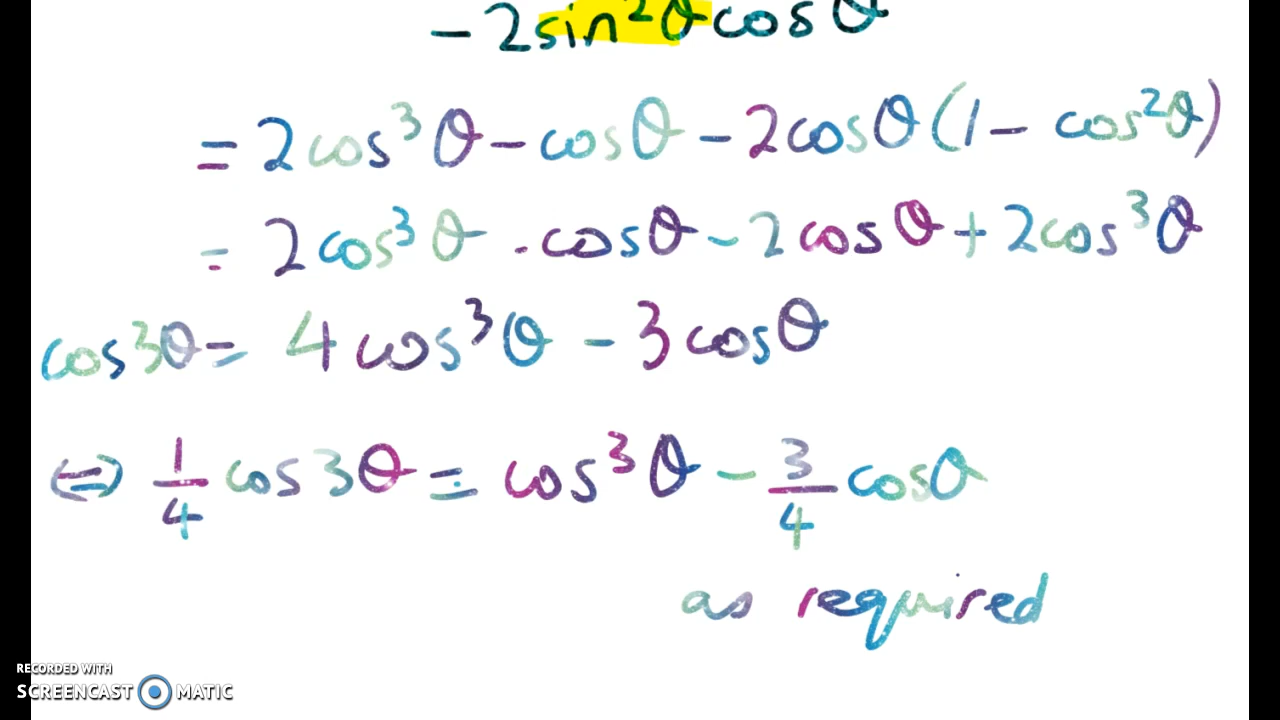 - 2sin²θcosθ
= 2cos³θ - cosθ - 2cosθ(1 - cos²θ)
= 2cos³θ - cosθ - 2cosθ + 2cos³θ
cos3θ = 4cos³θ - 3cosθ
⇔ 1/4 cos3θ = cos³θ - 3/4 cosθ
as required
RECORDED WITH
SCREENCAST MATIC